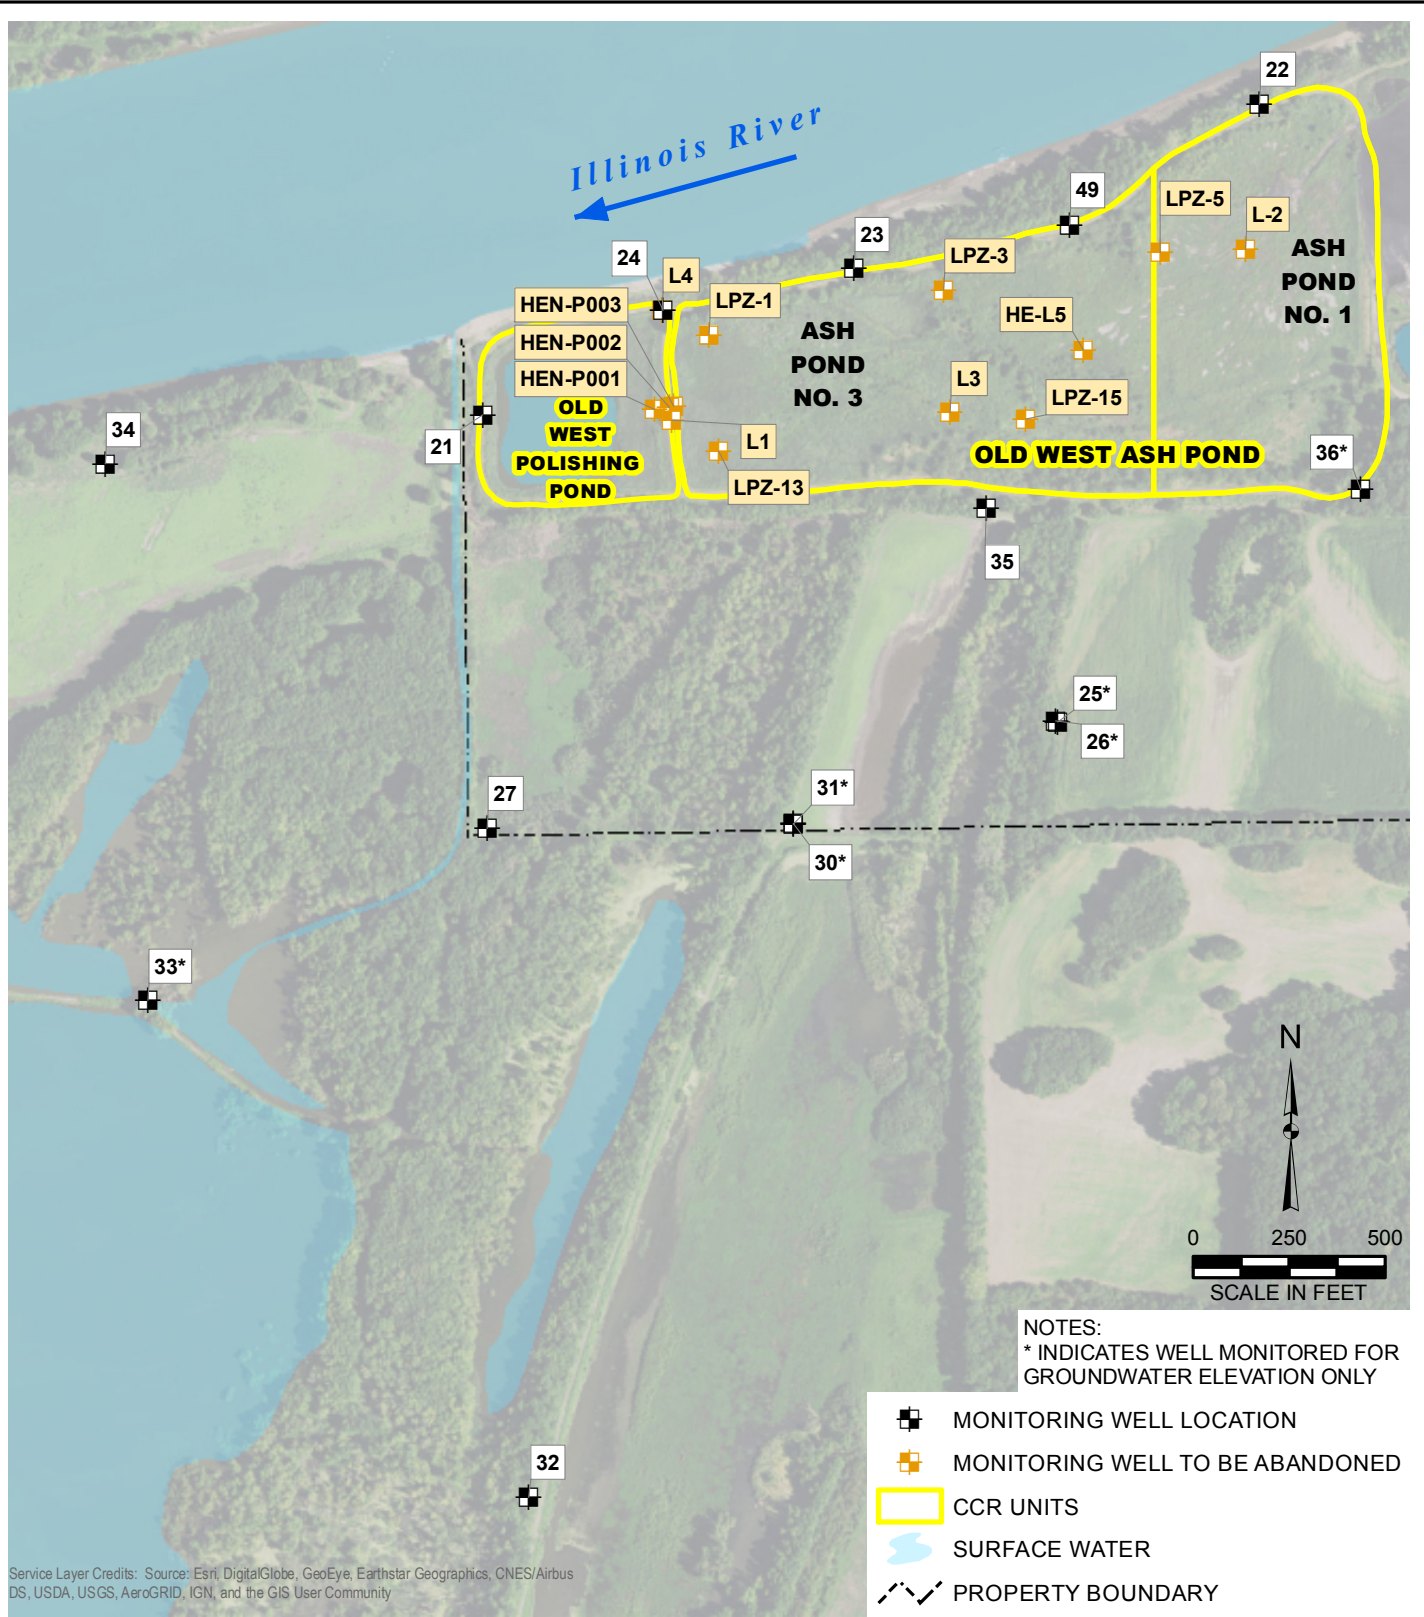 22
Illinois River
49
LPZ-5
L-2
23
ASH
POND
NO. 1
24
L4
LPZ-3
HEN-P003
LPZ-1
HE-L5
ASH
POND
NO. 3
HEN-P002
HEN-P001
L3
LPZ-15
OLD
WEST
POLISHING
POND
34
21
L1
OLD WEST ASH POND
36*
LPZ-13
35
25*
26*
27
31*
30*
33*
N
0 250 500
SCALE IN FEET
NOTES:
* INDICATES WELL MONITORED FOR
GROUNDWATER ELEVATION ONLY
MONITORING WELL LOCATION
MONITORING WELL TO BE ABANDONED
CCR UNITS
SURFACE WATER
PROPERTY BOUNDARY
32
Service Layer Credits: Source: Esri, DigitalGlobe, GeoEye, Earthstar Geographics, CNES/Airbus
DS, USDA, USGS, AeroGRID, IGN, and the GIS User Community